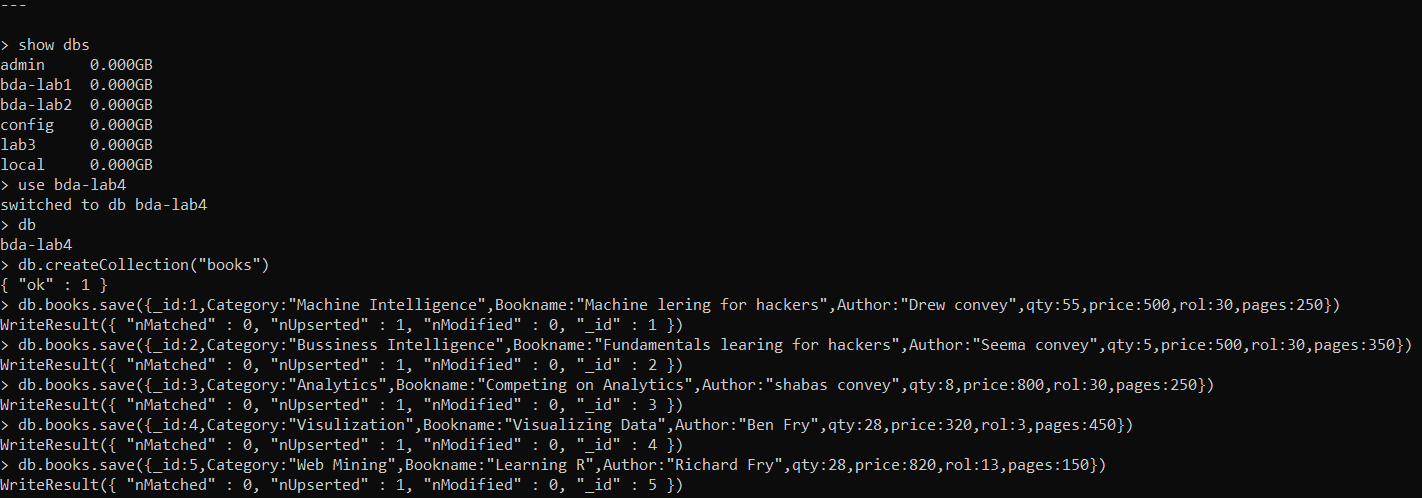 ---
> show dbs
admin     0.000GB
bda-lab1  0.000GB
bda-lab2  0.000GB
config    0.000GB
lab3      0.000GB
local     0.000GB
> use bda-lab4
switched to db bda-lab4
> db
bda-lab4
> db.createCollection("books")
{ "ok" : 1 }
> db.books.save({_id:1,Category:"Machine Intelligence",Bookname:"Machine lering for hackers",Author:"Drew convey",qty:55,price:500,rol:30,pages:250})
WriteResult({ "nMatched" : 0, "nUpserted" : 1, "nModified" : 0, "_id" : 1 })
> db.books.save({_id:2,Category:"Bussiness Intelligence",Bookname:"Fundamentals learing for hackers",Author:"Seema convey",qty:5,price:500,rol:30,pages:350})
WriteResult({ "nMatched" : 0, "nUpserted" : 1, "nModified" : 0, "_id" : 2 })
> db.books.save({_id:3,Category:"Analytics",Bookname:"Competing on Analytics",Author:"shabas convey",qty:8,price:800,rol:30,pages:250})
WriteResult({ "nMatched" : 0, "nUpserted" : 1, "nModified" : 0, "_id" : 3 })
> db.books.save({_id:4,Category:"Visulization",Bookname:"Visualizing Data",Author:"Ben Fry",qty:28,price:320,rol:3,pages:450})
WriteResult({ "nMatched" : 0, "nUpserted" : 1, "nModified" : 0, "_id" : 4 })
> db.books.save({_id:5,Category:"Web Mining",Bookname:"Learning R",Author:"Richard Fry",qty:28,price:820,rol:13,pages:150})
WriteResult({ "nMatched" : 0, "nUpserted" : 1, "nModified" : 0, "_id" : 5 })